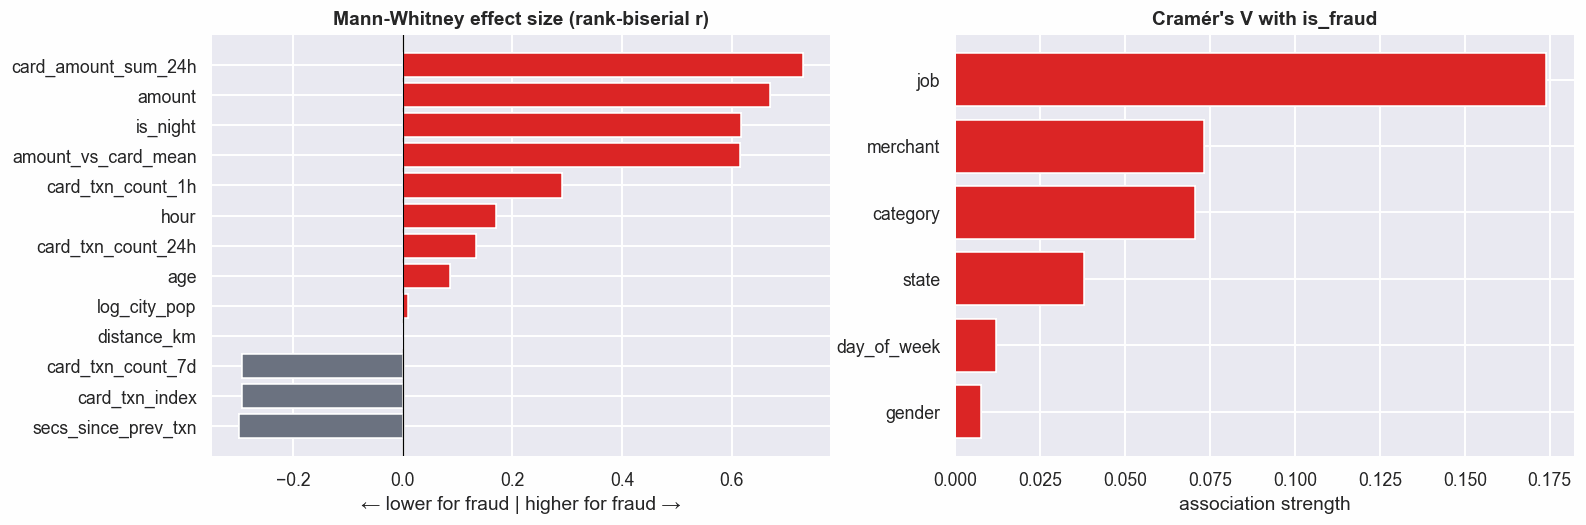 Mann-Whitney effect size (rank-biserial r)
card_amount_sum_24h
amount
is_night
amount_vs_card_mean
card_txn_count_1h
hour
card_txn_count_24h
age
log_city_pop
distance_km
card_txn_count_7d
card_txn_index
secs_since_prev_txn
−0.2 0.0 0.2 0.4 0.6
← lower for fraud | higher for fraud →
Cramér's V with is_fraud
job
merchant
category
state
day_of_week
gender
0.000 0.025 0.050 0.075 0.100 0.125 0.150 0.175
association strength